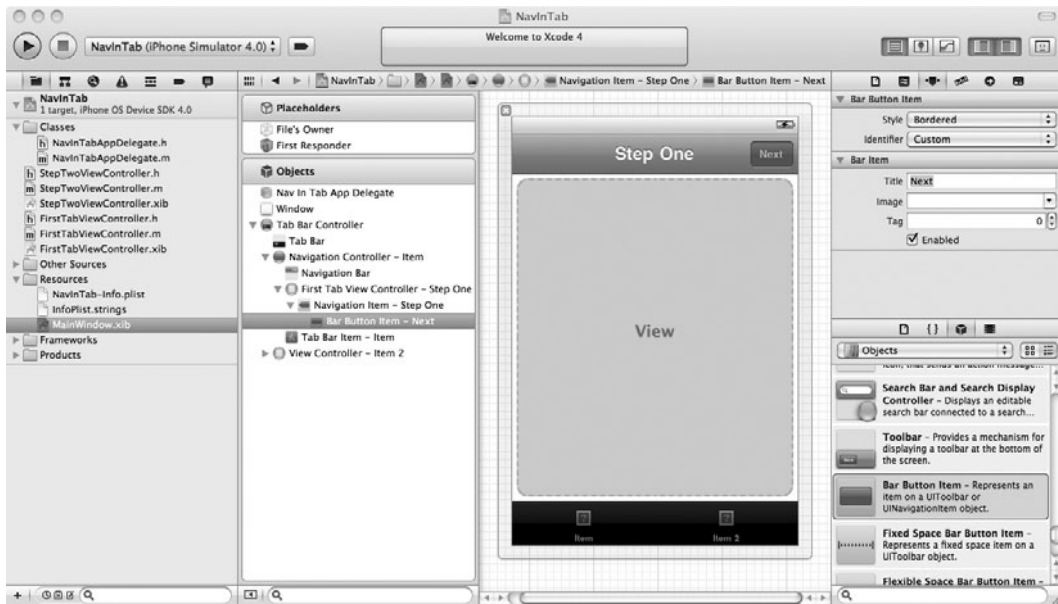 NavInTab
NavInTab (iPhone Simulator 4.0)
Welcome to Xcode 4
NavInTab
1 target, iPhone OS Device SDK 4.0
Classes
NavInTabAppDelegate.h
NavInTabAppDelegate.m
StepTwoViewController.h
StepTwoViewController.m
StepTwoViewController.xib
FirstTabViewController.h
FirstTabViewController.m
FirstTabViewController.xib
Other Sources
Resources
NavInTab-Info.plist
InfoPlist.strings
MainWindow.xib
Frameworks
Products
NavInTab
Navigation Item – Step One
Bar Button Item – Next
Placeholders
File's Owner
First Responder
Objects
Nav In Tab App Delegate
Window
Tab Bar Controller
Tab Bar
Navigation Controller – Item
Navigation Bar
First Tab View Controller – Step One
Navigation Item – Step One
Bar Button Item – Next
Tab Bar Item – Item
View Controller – Item 2
Step One
Next
View
Item
Item 2
Bar Button Item
Style Bordered
Identifier Custom
Bar Item
Title Next
Image
Tag 0
Enabled
Objects
icon, that sends an action message...
Search Bar and Search Display
Controller – Displays an editable
search bar connected to a search...
Toolbar – Provides a mechanism for
displaying a toolbar at the bottom of
the screen.
Bar Button Item – Represents an
item on a UIToolbar or
UINavigationItem object.
Fixed Space Bar Button Item –
Represents a fixed space item on a
UIToolbar object.
Flexible Space Bar Button Item –